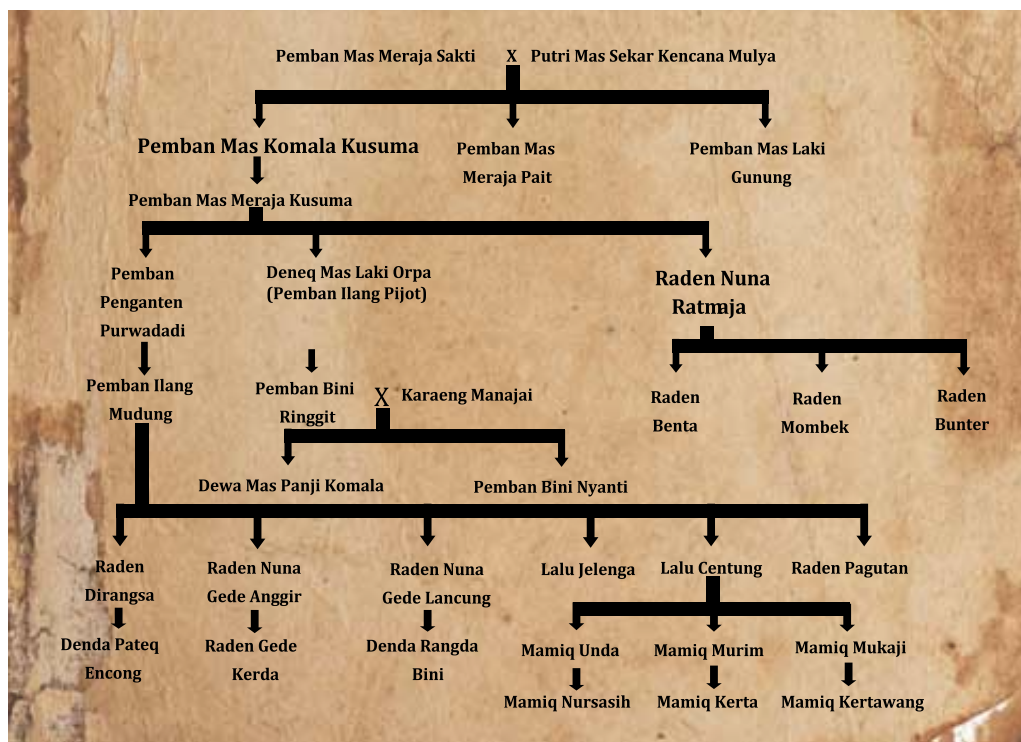 Pemban Mas Meraja Sakti X Putri Mas Sekar Kencana Mulya
Pemban Mas Komala Kusuma
Pemban Mas
Meraja Pait
Pemban Mas Laki
Gunung
Pemban Mas Meraja Kusuma
Pemban
Penganten
Purwadadi
Deneq Mas Laki Orpa
(Pemban Ilang Pijot)
Raden Nuna
Ratmaja
Pemban Ilang
Mudung
Pemban Bini
Ringgit
X Karaeng Manajai
Raden
Benta
Raden
Mombek
Raden
Bunter
Dewa Mas Panji Komala
Pemban Bini Nyanti
Raden
Dirangsa
Raden Nuna
Gede Anggir
Raden Nuna
Gede Lancung
Lalu Jelenga
Lalu Centung
Raden Pagutan
Denda Pateq
Encong
Raden Gede
Kerda
Denda Rangda
Bini
Mamiq Unda
Mamiq Murim
Mamiq Mukaji
Mamiq Nursasih
Mamiq Kerta
Mamiq Kertawang